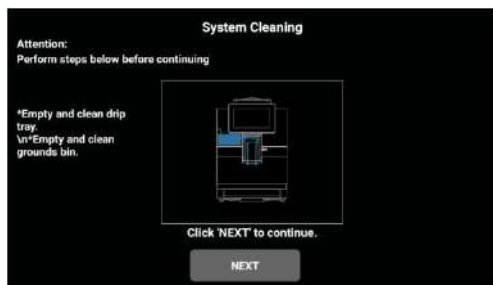 System Cleaning
Attention:
Perform steps below before continuing
*Empty and clean drip
tray.
\n*Empty and clean
grounds bin.
Click 'NEXT' to continue.
NEXT